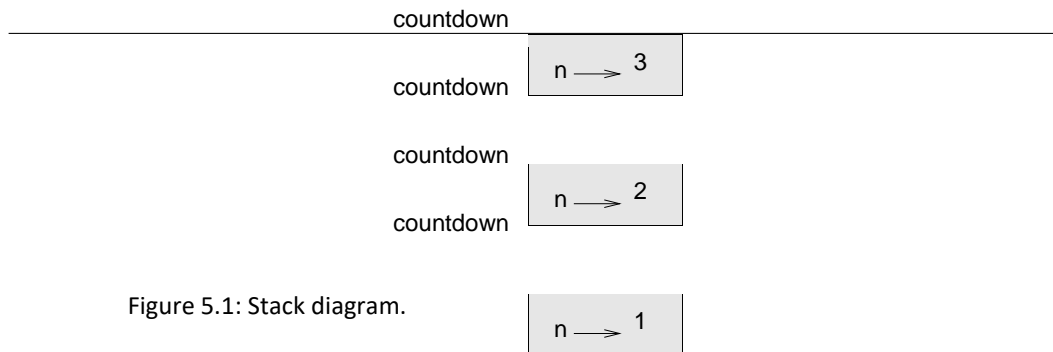 countdown
n 3
countdown
countdown
n 2
countdown
Figure 5.1: Stack diagram.
n 1